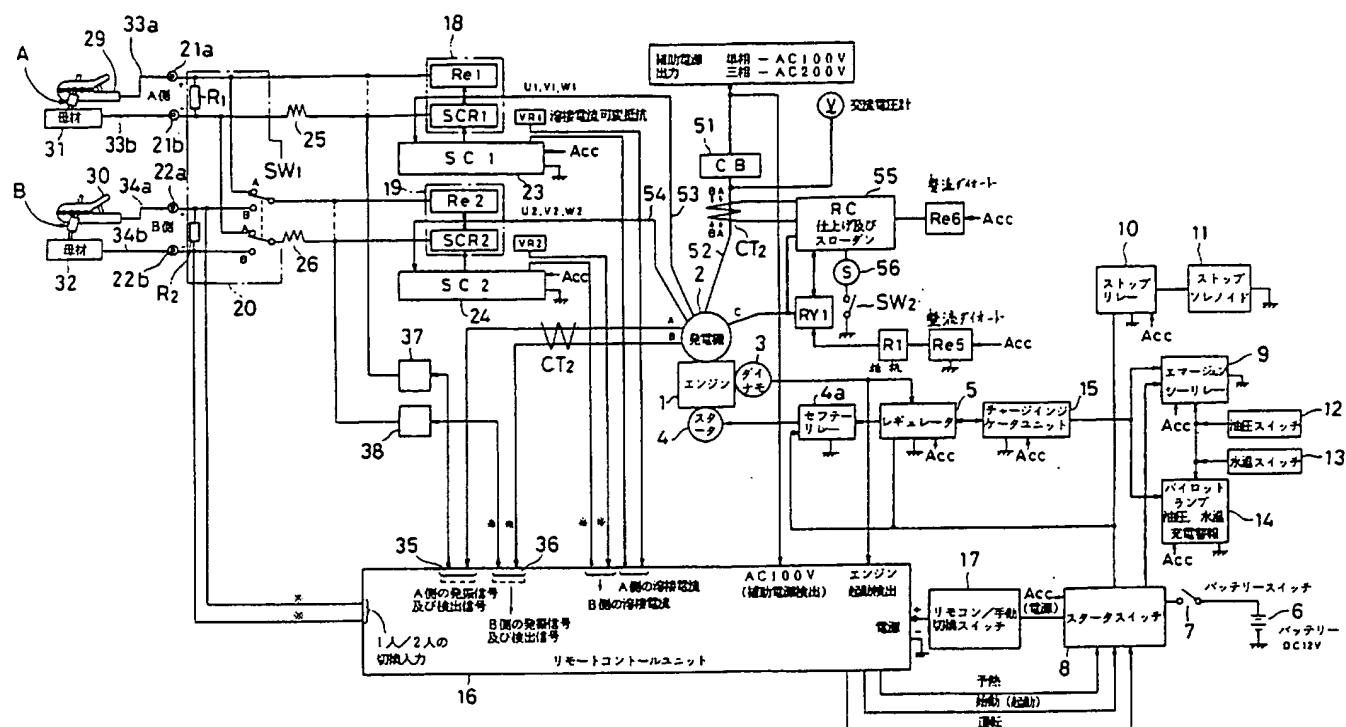 33a
29
A
21a
A側
R₁
母材
31
33b
21b
25
SW₁
30
34a
22a
B
B側
34b
母材
32
22b
R₂
20
A
B
A
B
26
18
Re1
SCR1
U1,V1,W1
VR1
溶接電流可変抵抗
SC1
Acc
23
19
Re2
SCR2
U2,V2,W2
VR2
SC2
Acc
24
54
53
補助電源出力
単相-AC100V
三相-AC200V
V
交流電圧計
51
CB
CT₂
52
55
RC
仕上げ及び
スローダン
整流ダイオード
Re6
Acc
S
56
SW₂
RY1
R1
抵抗
整流ダイオード
Re5
Acc
2
発電機
A
B
C
CT₂
エンジン
1
ダイナモ
3
スタータ
4
4a
セフテー
リレー
5
レギュレータ
Acc
15
チャージインジ
ケータユニット
Acc
10
ストップ
リレー
Acc
11
ストップ
ソレノイド
9
エマージェン
シーリレー
Acc
油圧スイッチ
12
水温スイッチ
13
パイロット
ランプ
油圧、水温
充電警報
14
Acc
37
38
35
36
A側の発振信号
及び検出信号
B側の発振信号
及び検出信号
A側の溶接電流
B側の溶接電流
AC100V
(補助電源検出)
エンジン
起動検出
電源
+
-
1人/2人の
切換入力
リモートコントロールユニット
16
17
リモコン/手動
切換スイッチ
Acc
(電源)
スタータスイッチ
8
7
バッテリースイッチ
6
バッテリー
DC12V
予熱
始動(起動)
運転